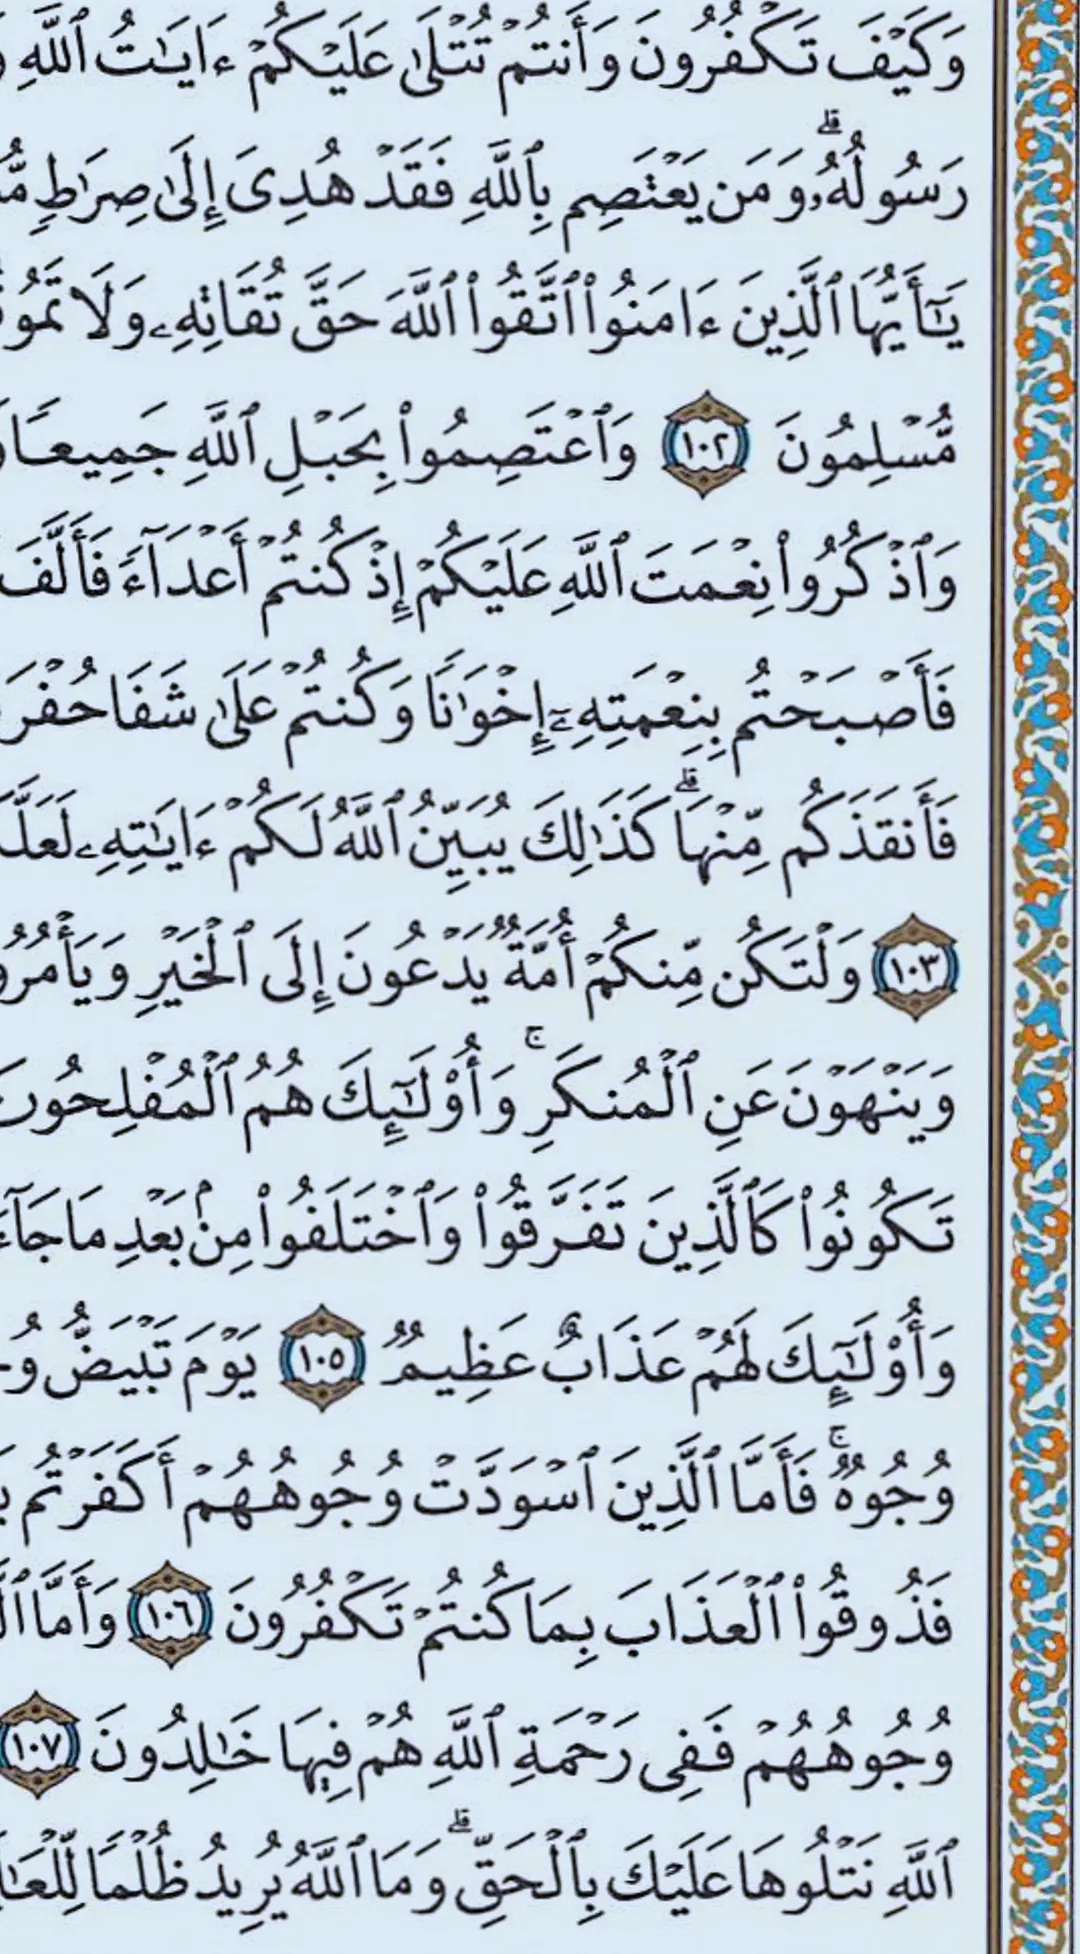 وَكَيْفَ تَكْفُرُونَ وَأَنتُمْ تُتْلَىٰ عَلَيْكُمْ ءَايَـٰتُ ٱللَّهِ
رَسُولُهُۥ ۗ وَمَن يَعْتَصِم بِٱللَّهِ فَقَدْ هُدِىَ إِلَىٰ صِرَٰطٍ
يَـٰٓأَيُّهَا ٱلَّذِينَ ءَامَنُوا۟ ٱتَّقُوا۟ ٱللَّهَ حَقَّ تُقَاتِهِۦ وَلَا تَمُو
مُّسْلِمُونَ ١٠٢ وَٱعْتَصِمُوا۟ بِحَبْلِ ٱللَّهِ جَمِيعًا
وَٱذْكُرُوا۟ نِعْمَتَ ٱللَّهِ عَلَيْكُمْ إِذْ كُنتُمْ أَعْدَآءً فَأَلَّفَ
فَأَصْبَحْتُم بِنِعْمَتِهِۦٓ إِخْوَٰنًا وَكُنتُمْ عَلَىٰ شَفَا حُفْرَ
فَأَنقَذَكُم مِّنْهَا ۗ كَذَٰلِكَ يُبَيِّنُ ٱللَّهُ لَكُمْ ءَايَـٰتِهِۦ لَعَلَّ
١٠٣ وَلْتَكُن مِّنكُمْ أُمَّةٌ يَدْعُونَ إِلَى ٱلْخَيْرِ وَيَأْمُرُ
وَيَنْهَوْنَ عَنِ ٱلْمُنكَرِ ۚ وَأُو۟لَـٰٓئِكَ هُمُ ٱلْمُفْلِحُونَ
تَكُونُوا۟ كَٱلَّذِينَ تَفَرَّقُوا۟ وَٱخْتَلَفُوا۟ مِنۢ بَعْدِ مَا جَآءَ
وَأُو۟لَـٰٓئِكَ لَهُمْ عَذَابٌ عَظِيمٌ ١٠٥ يَوْمَ تَبْيَضُّ وُ
وُجُوهٌ ۚ فَأَمَّا ٱلَّذِينَ ٱسْوَدَّتْ وُجُوهُهُمْ أَكَفَرْتُم
فَذُوقُوا۟ ٱلْعَذَابَ بِمَا كُنتُمْ تَكْفُرُونَ ١٠٦ وَأَمَّا
وُجُوهُهُمْ فَفِى رَحْمَةِ ٱللَّهِ هُمْ فِيهَا خَـٰلِدُونَ ١٠٧
ٱللَّهِ نَتْلُوهَا عَلَيْكَ بِٱلْحَقِّ ۗ وَمَا ٱللَّهُ يُرِيدُ ظُلْمًا لِّلْعَـٰ